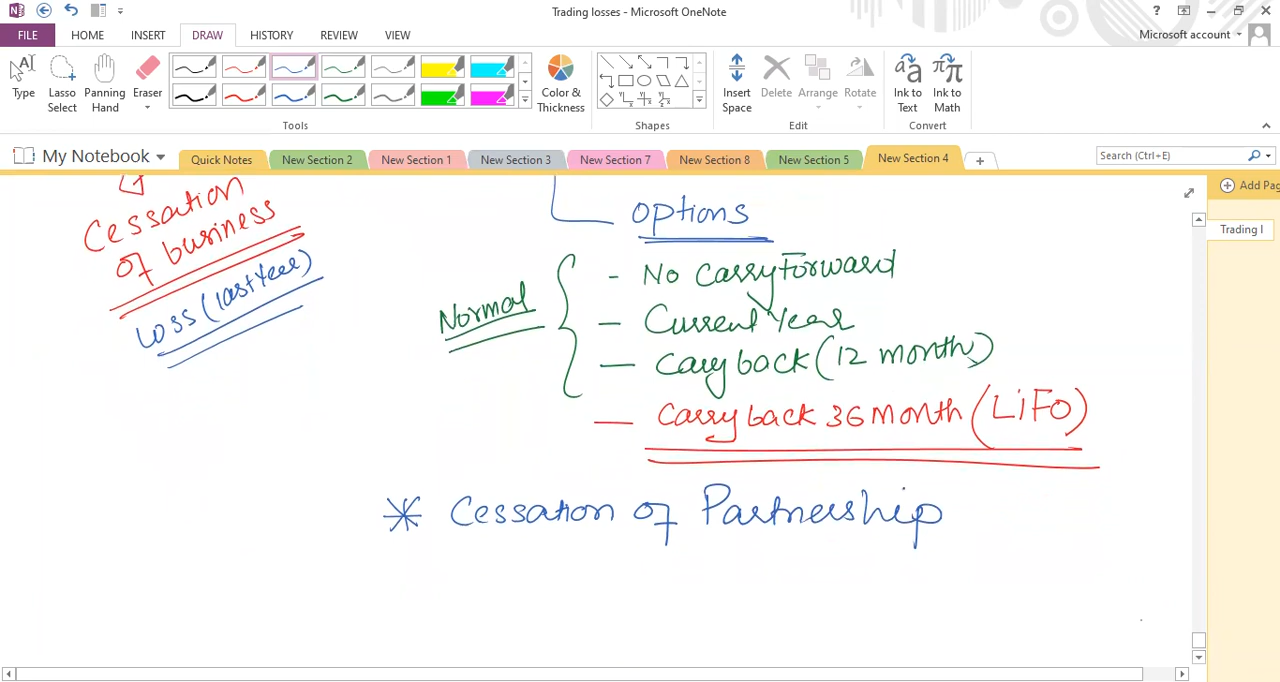 Trading losses - Microsoft OneNote
FILE HOME INSERT DRAW HISTORY REVIEW VIEW
Microsoft account
Type
Lasso Select
Panning Hand
Eraser
Color & Thickness
Insert Space
Delete
Arrange
Rotate
Ink to Text
Ink to Math
Tools
Shapes
Edit
Convert
My Notebook
Quick Notes
New Section 2
New Section 1
New Section 3
New Section 7
New Section 8
New Section 5
New Section 4
Search (Ctrl+E)
Add Pag
Trading l
Cessation
of business
Loss (last Year)
Options
Normal
- No Carry Forward
- Current Year
- Carry back (12 month)
- Carry back 36 month (LIFO)
* Cessation of Partnership